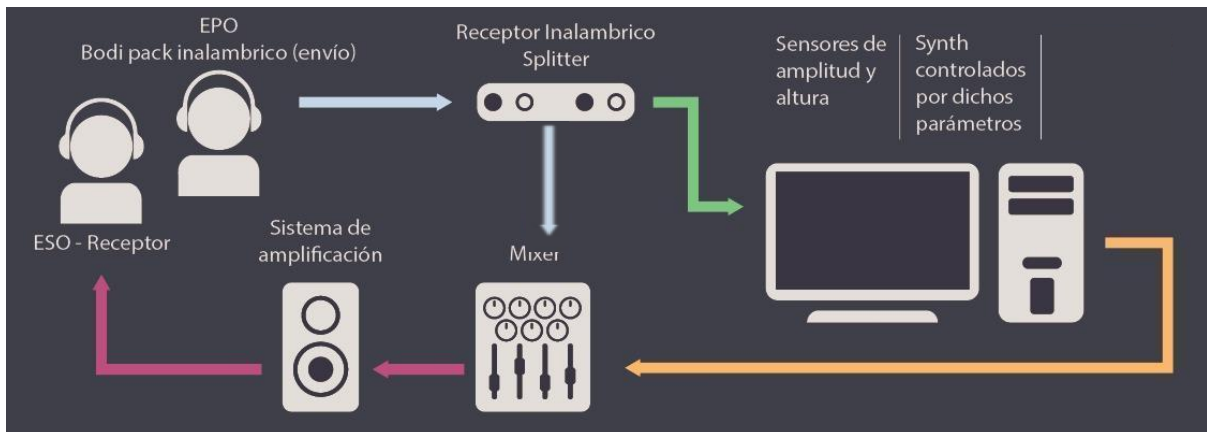 EPO
Bodi pack inalambrico (envío)
Receptor Inalambrico
Splitter
Sensores de
amplitud y
altura
Synth
controlados
por dichos
parámetros
ESO - Receptor
Sistema de
amplificación
Mixer